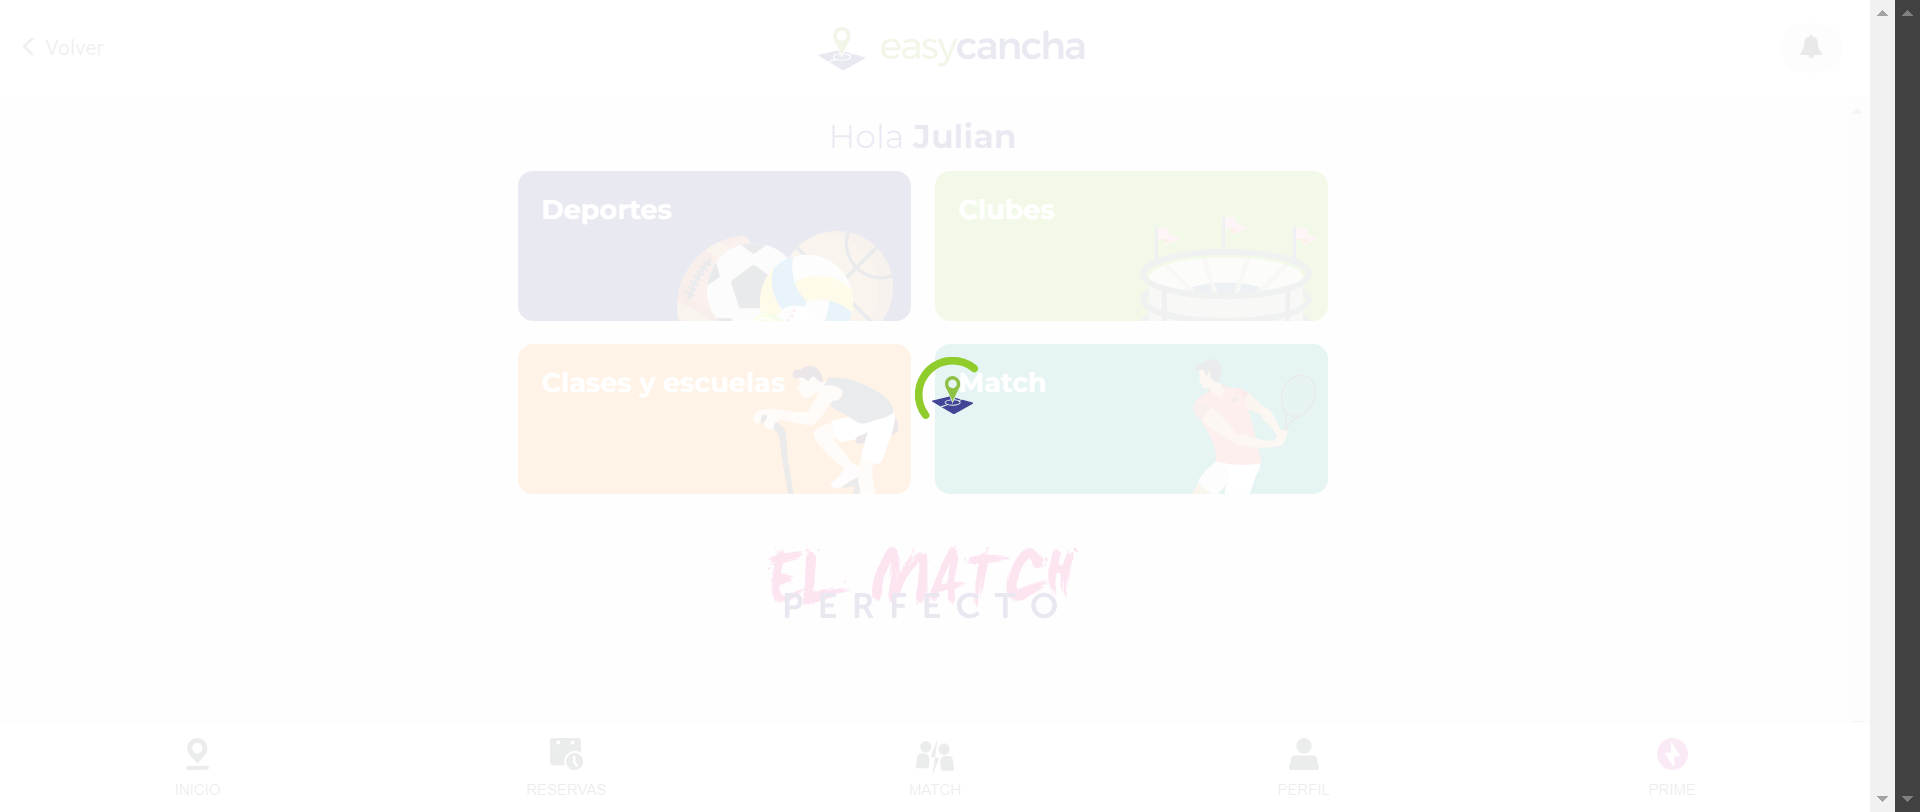 Volver
easycancha
Hola Julian
Deportes
Clubes
Clases y escuelas
Match
EL MATCH
PERFECTO
INICIO
RESERVAS
MATCH
PERFIL
PRIME